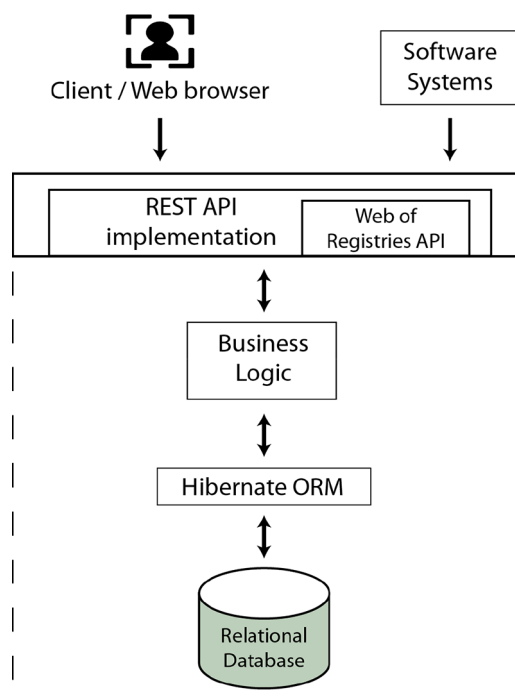 Client / Web browser
Software
Systems
REST API
implementation
Web of
Registries API
Business
Logic
Hibernate ORM
Relational
Database